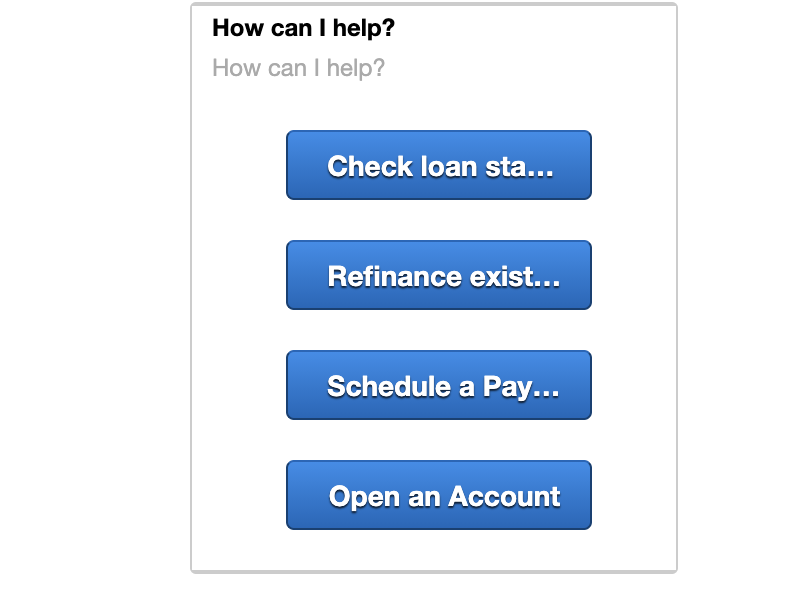 How can I help?
How can I help?
Check loan sta...
Refinance exist...
Schedule a Pay...
Open an Account